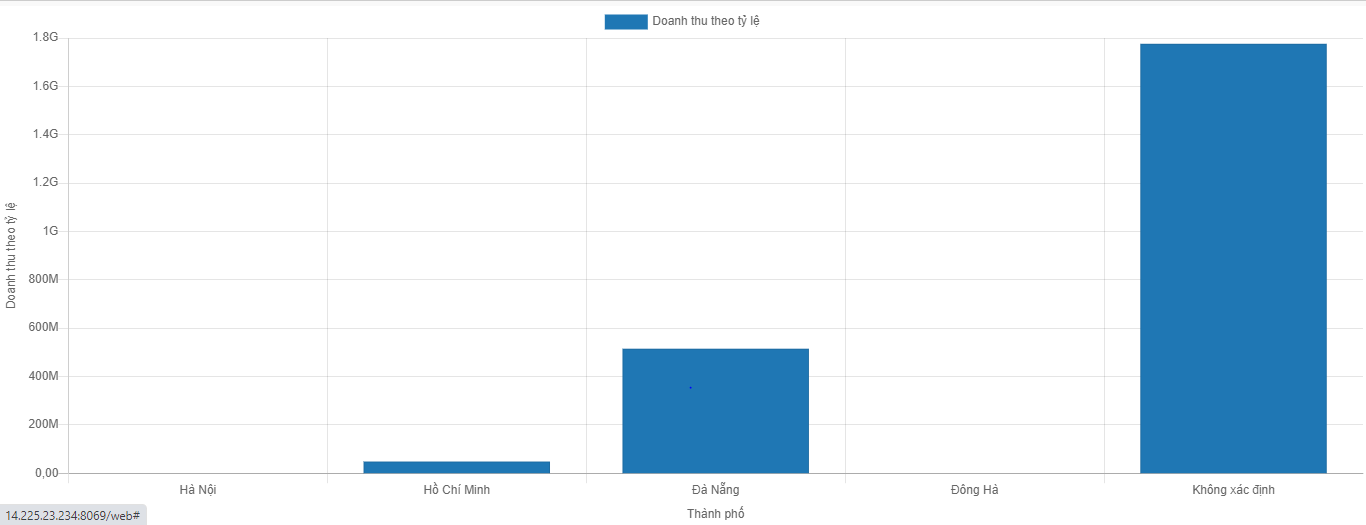 Doanh thu theo tỷ lệ
1.8G
1.6G
1.4G
1.2G
1G
800M
600M
400M
200M
0,00
Doanh thu theo tỷ lệ
Hà Nội
Hồ Chí Minh
Đà Nẵng
Đông Hà
Không xác định
Thành phố
14.225.23.234:8069/web#